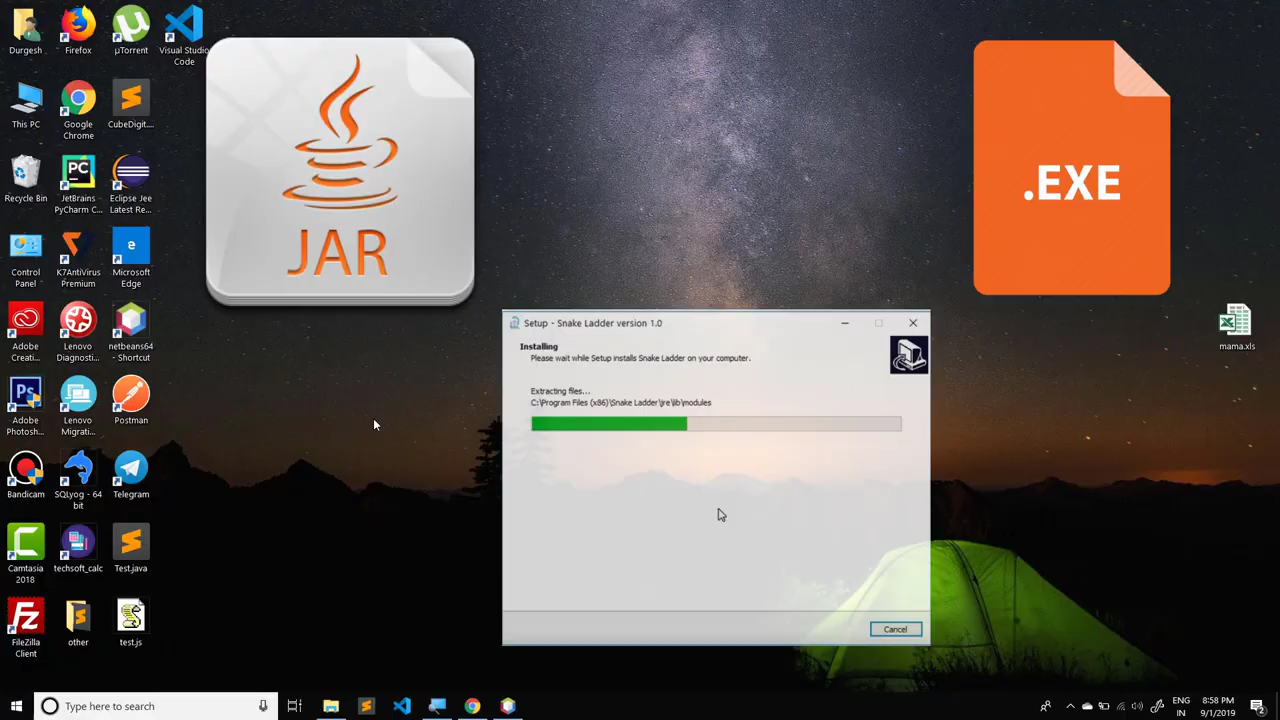 Durgesh
Firefox
µTorrent
Visual Studio
Code
This PC
Google
Chrome
CubeDigit...
Recycle Bin
JetBrains
PyCharm C...
Eclipse Jee
Latest Re...
Control
Panel
K7AntiVirus
Premium
Microsoft
Edge
Adobe
Creati...
Lenovo
Diagnosti...
netbeans64
- Shortcut
Adobe
Photosh...
Lenovo
Migrati...
Postman
Bandicam
SQLyog - 64
bit
Telegram
Camtasia
2018
techsoft_calc
Test.java
FileZilla
Client
other
test.js
JAR
.EXE
mama.xls
Setup - Snake Ladder version 1.0
Installing
Please wait while Setup installs Snake Ladder on your computer.
Extracting files...
C:\Program Files (x86)\Snake Ladder\jre\lib\modules
Cancel
Type here to search
ENG
IN
8:58 PM
9/1/2019
2